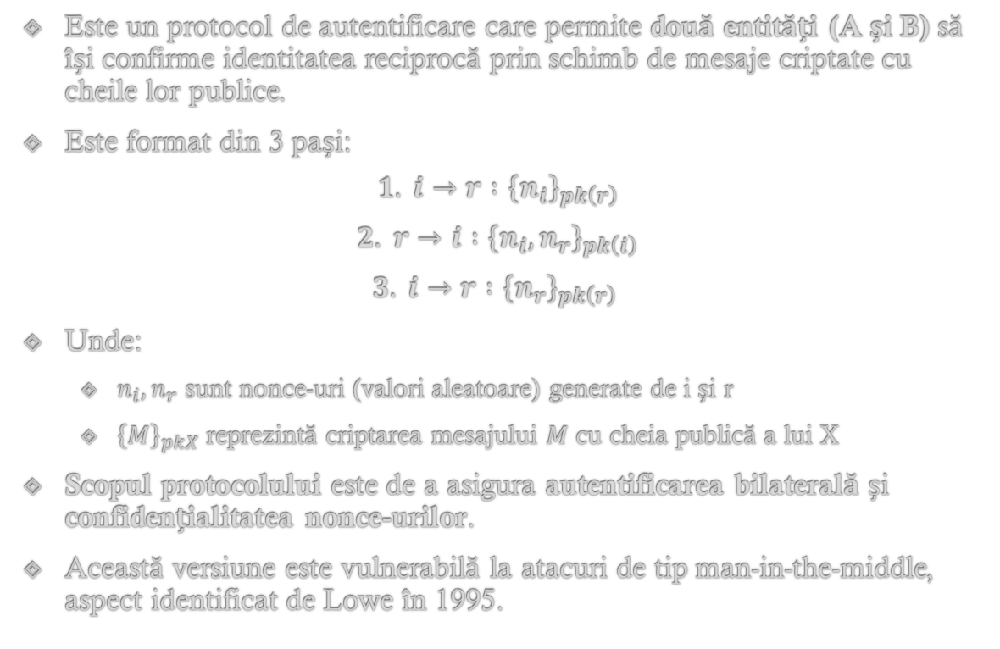 Este un protocol de autentificare care permite două entități (A și B) să
își confirme identitatea reciprocă prin schimb de mesaje criptate cu
cheile lor publice.
Este format din 3 pași:
1. i → r : {n_i}_{pk(r)}
2. r → i : {n_i, n_r}_{pk(i)}
3. i → r : {n_r}_{pk(r)}
Unde:
n_i, n_r sunt nonce-uri (valori aleatoare) generate de i și r
{M}_{pkX} reprezintă criptarea mesajului M cu cheia publică a lui X
Scopul protocolului este de a asigura autentificarea bilaterală și
confidențialitatea nonce-urilor.
Această versiune este vulnerabilă la atacuri de tip man-in-the-middle,
aspect identificat de Lowe în 1995.